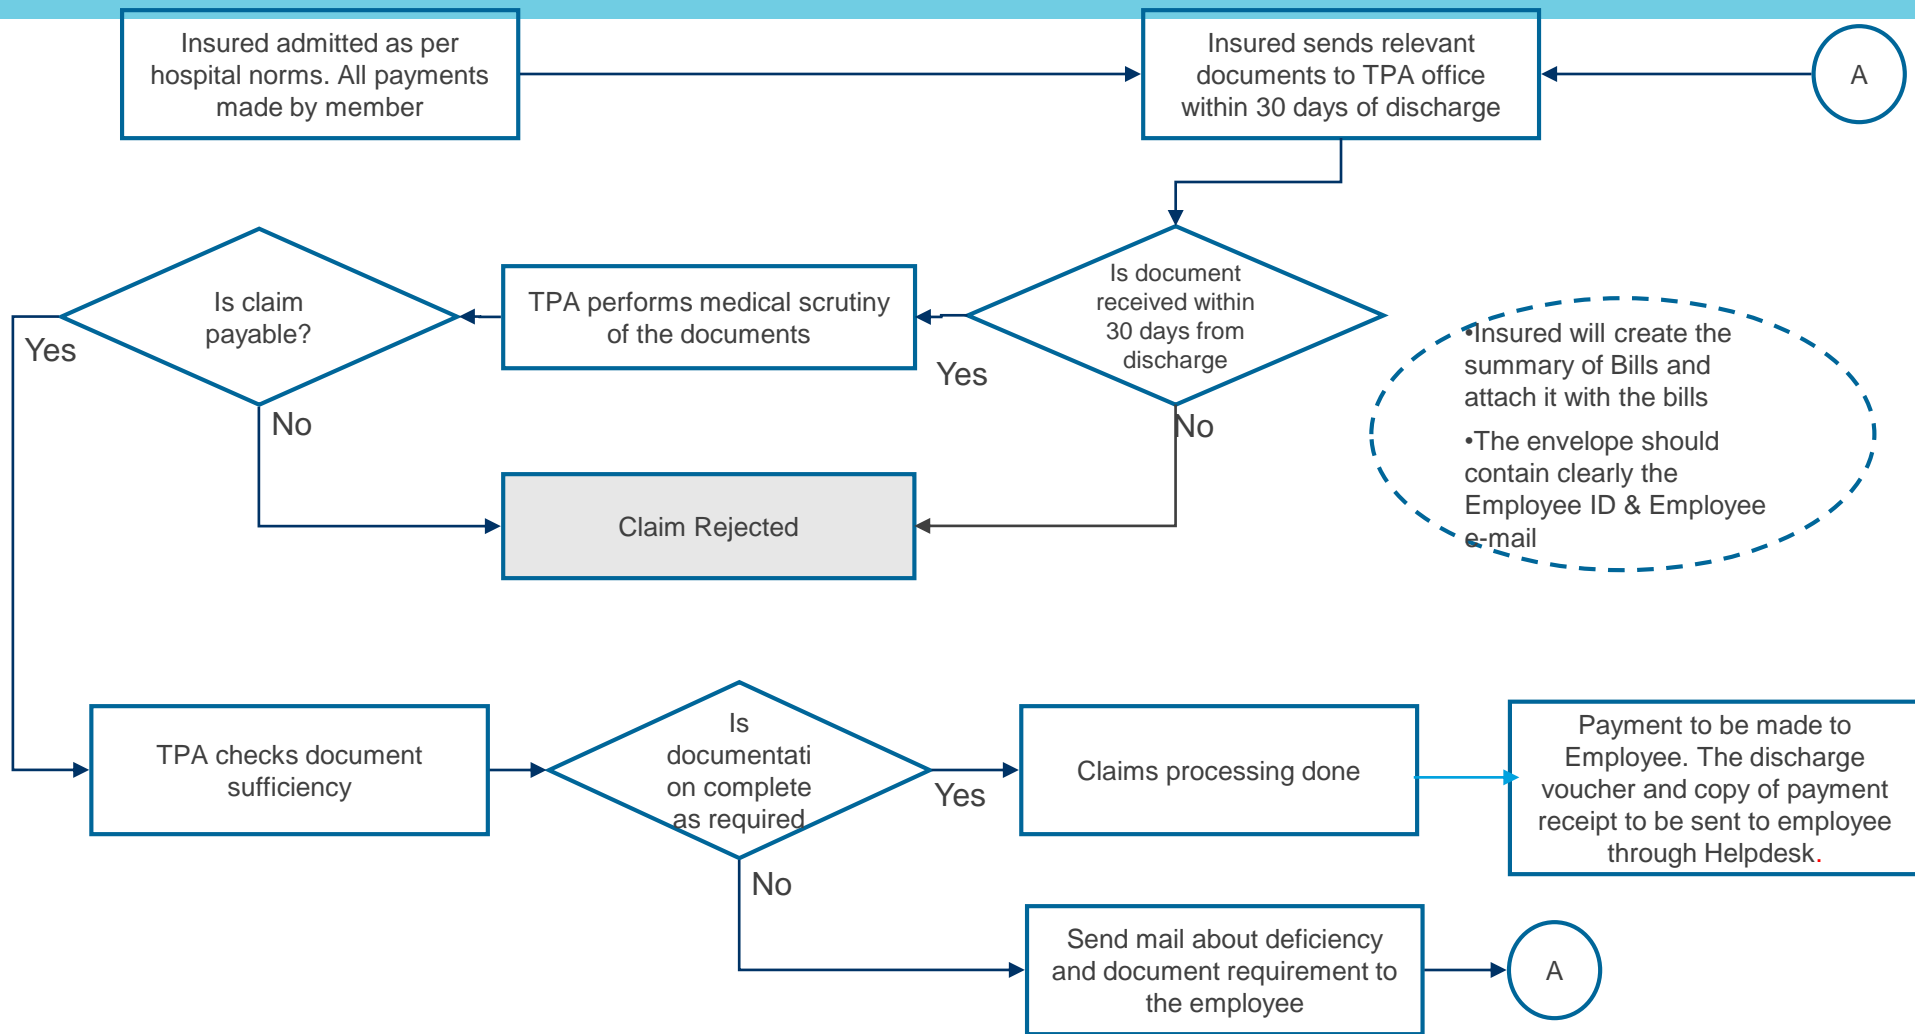 Insured admitted as per
hospital norms. All payments
made by member
Insured sends relevant
documents to TPA office
within 30 days of discharge
A
Is claim
payable?
TPA performs medical scrutiny
of the documents
Is document
received within
30 days from
discharge
Yes
Yes
No
No
•Insured will create the
summary of Bills and
attach it with the bills
•The envelope should
contain clearly the
Employee ID & Employee
e-mail
Claim Rejected
TPA checks document
sufficiency
Is
documentati
on complete
as required
Yes
No
Claims processing done
Payment to be made to
Employee. The discharge
voucher and copy of payment
receipt to be sent to employee
through Helpdesk.
Send mail about deficiency
and document requirement to
the employee
A